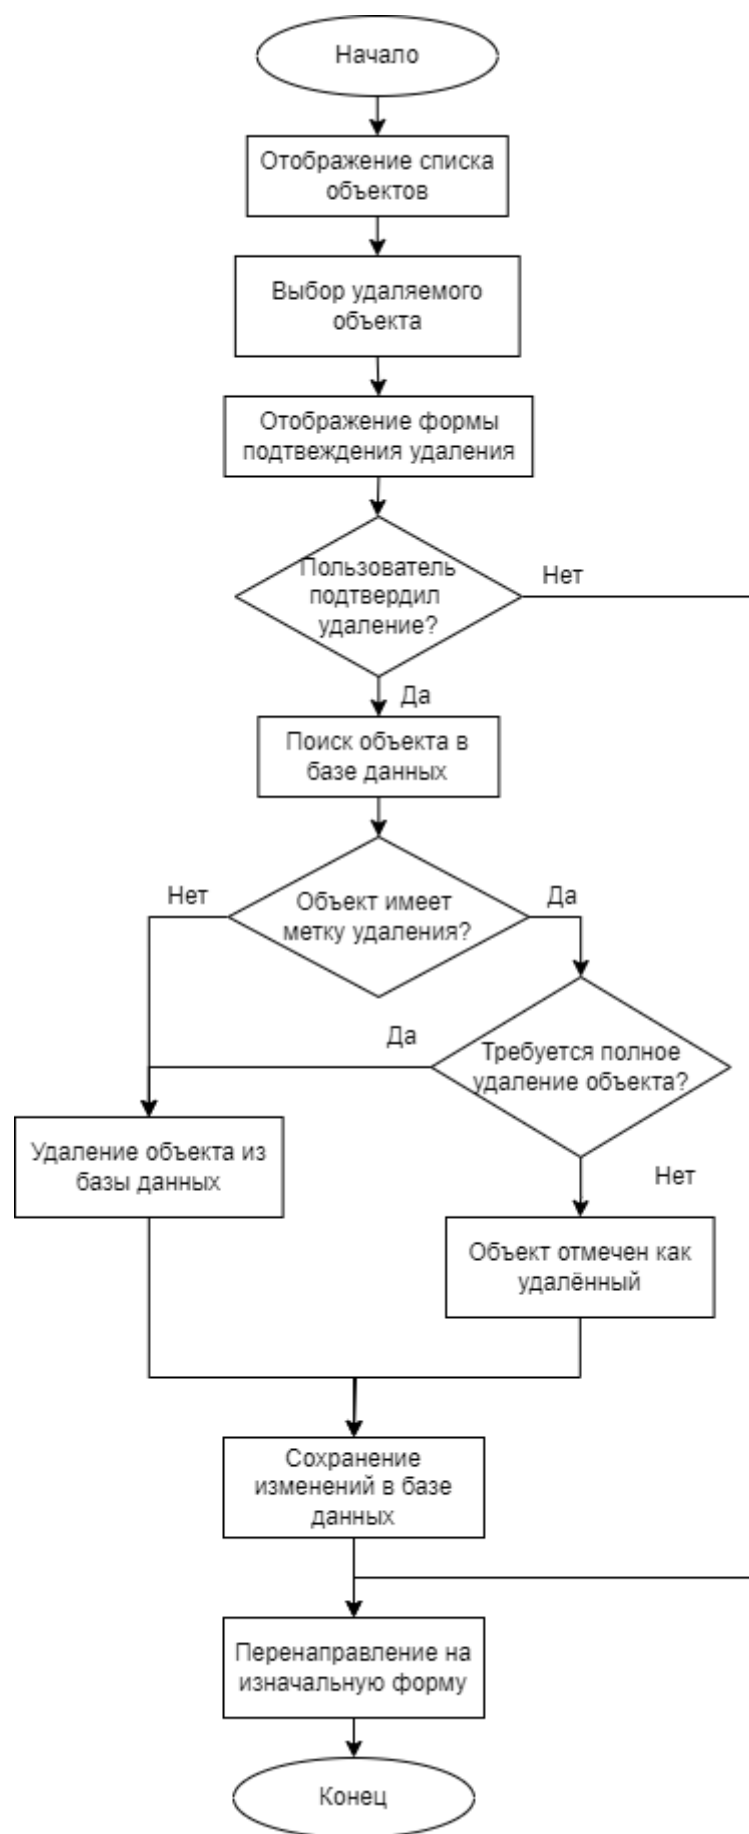 Начало
Отображение списка
объектов
Выбор удаляемого
объекта
Отображение формы
подтвеждения удаления
Пользователь
подтвердил
удаление?
Нет
Да
Поиск объекта в
базе данных
Нет
Объект имеет
метку удаления?
Да
Да
Требуется полное
удаление объекта?
Удаление объекта из
базы данных
Нет
Объект отмечен как
удалённый
Сохранение
изменений в базе
данных
Перенаправление на
изначальную форму
Конец